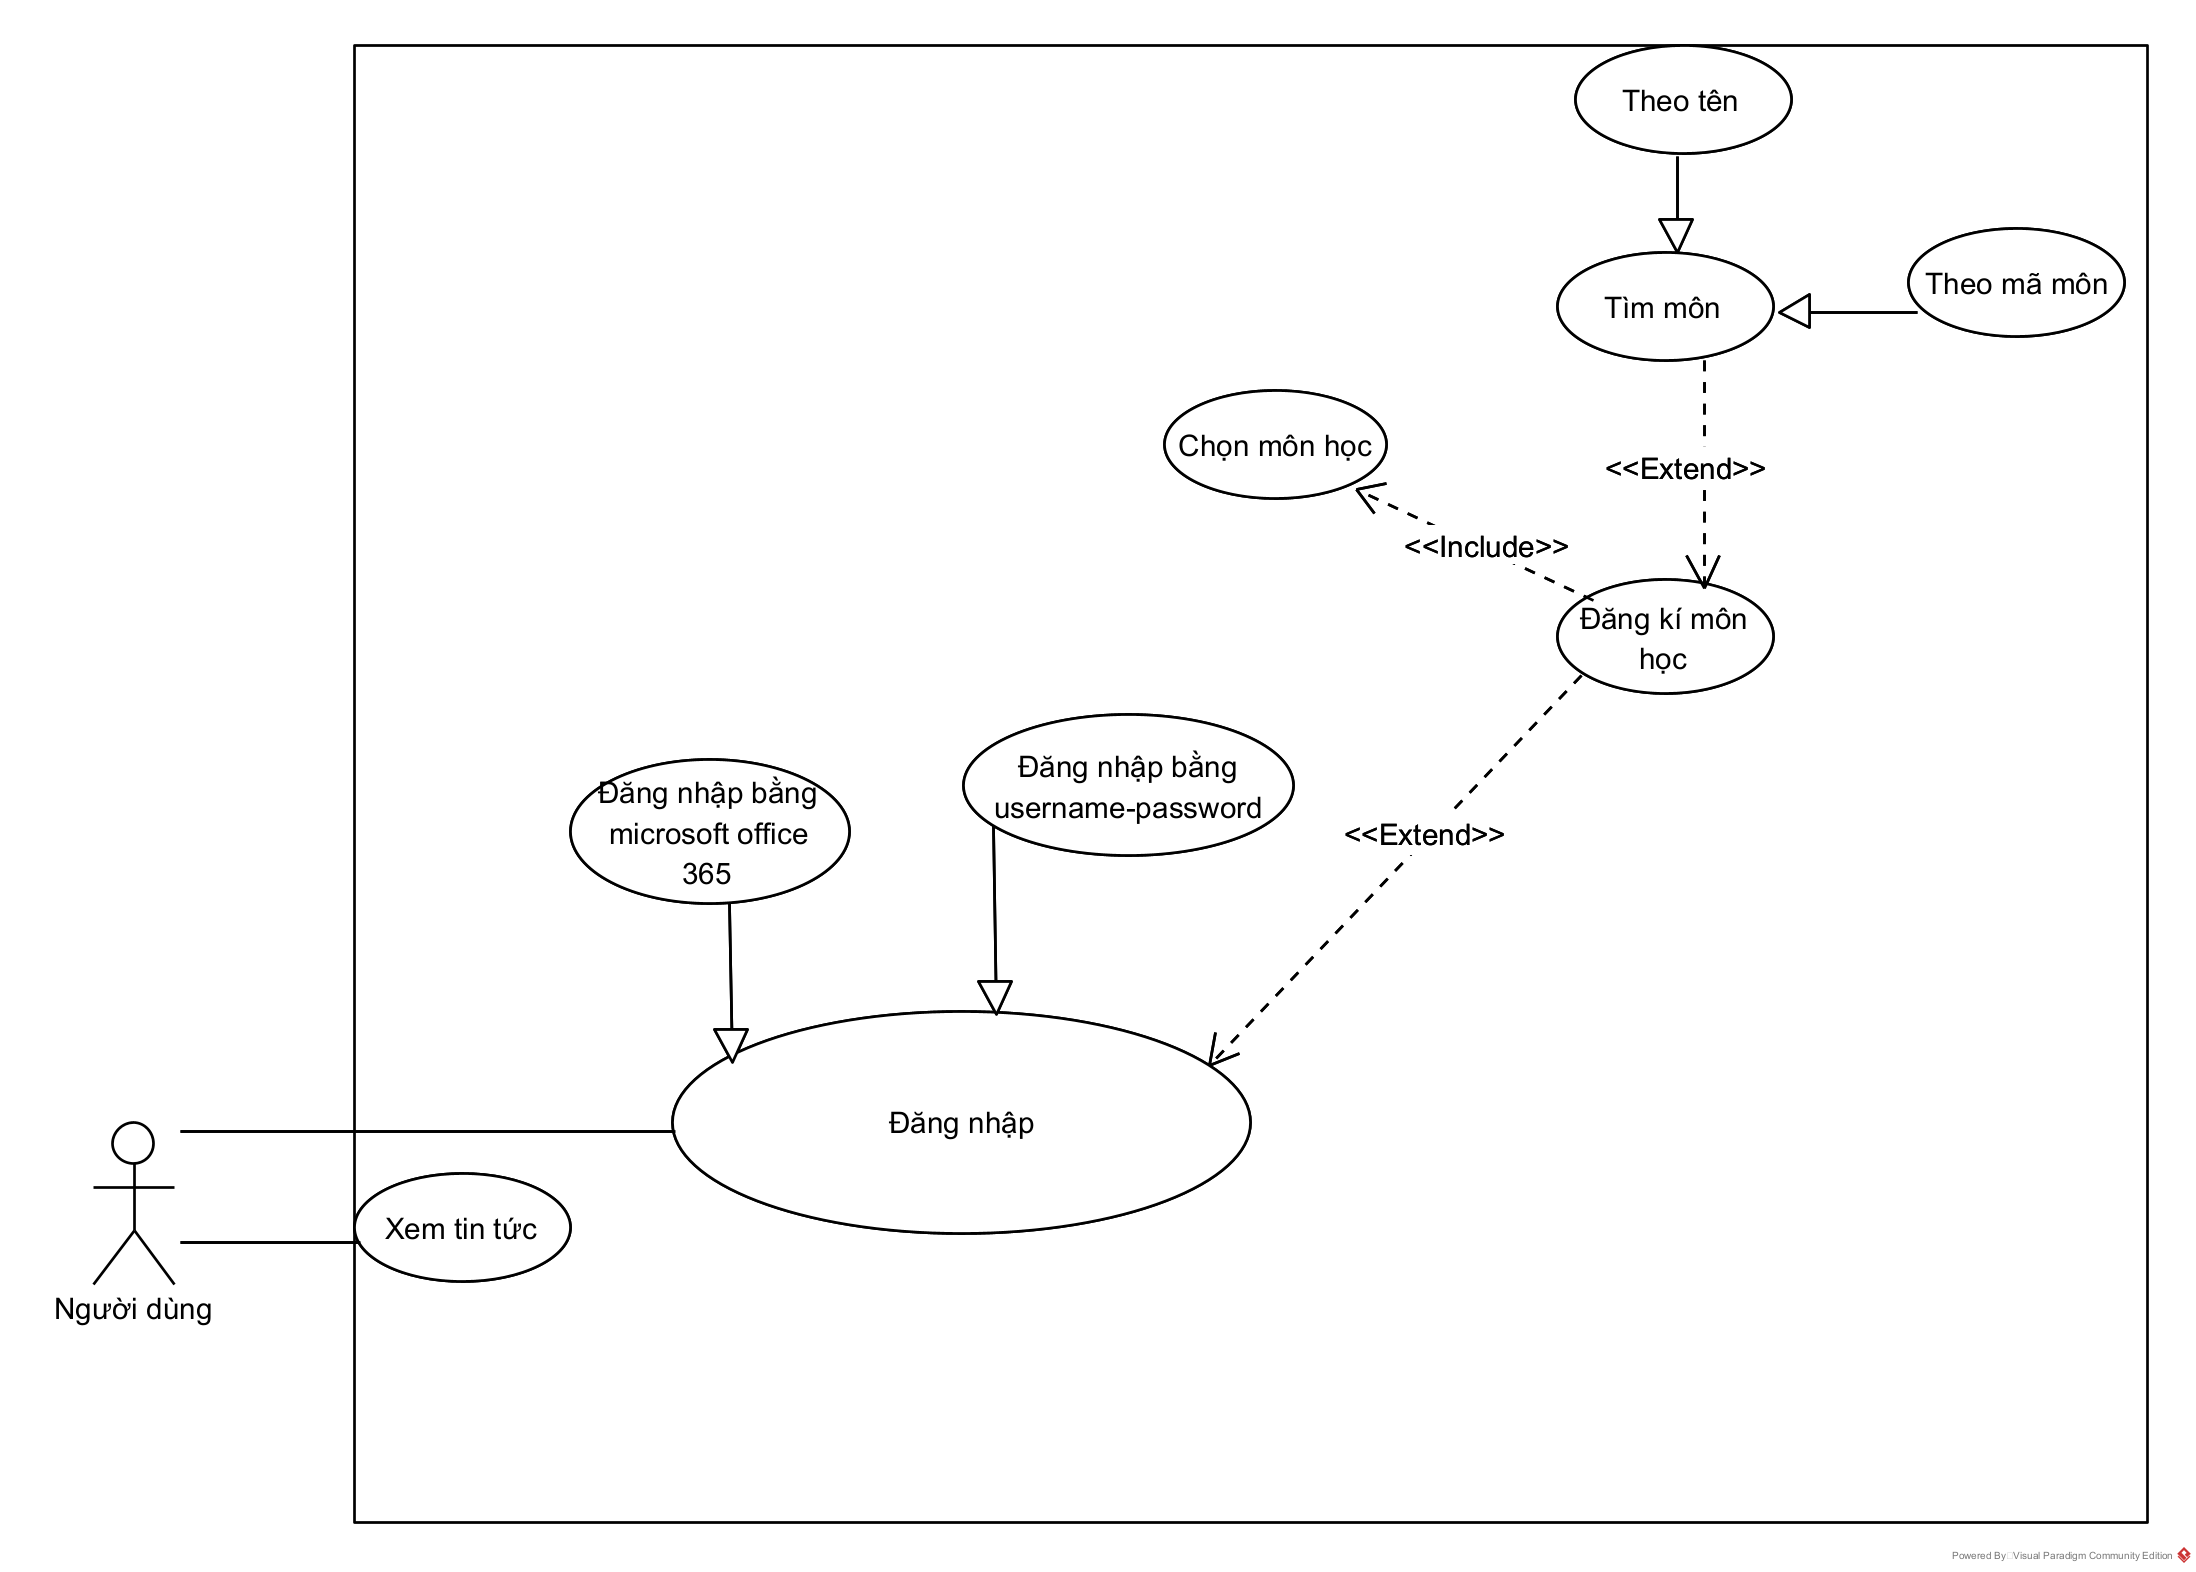 Theo tên
Theo mã môn
Tìm môn
Chọn môn học
<<Extend>>
<<Include>>
Đăng kí môn
học
Đăng nhập bằng
username-password
Đăng nhập bằng
microsoft office
365
<<Extend>>
Đăng nhập
Xem tin tức
Người dùng
Powered By Visual Paradigm Community Edition